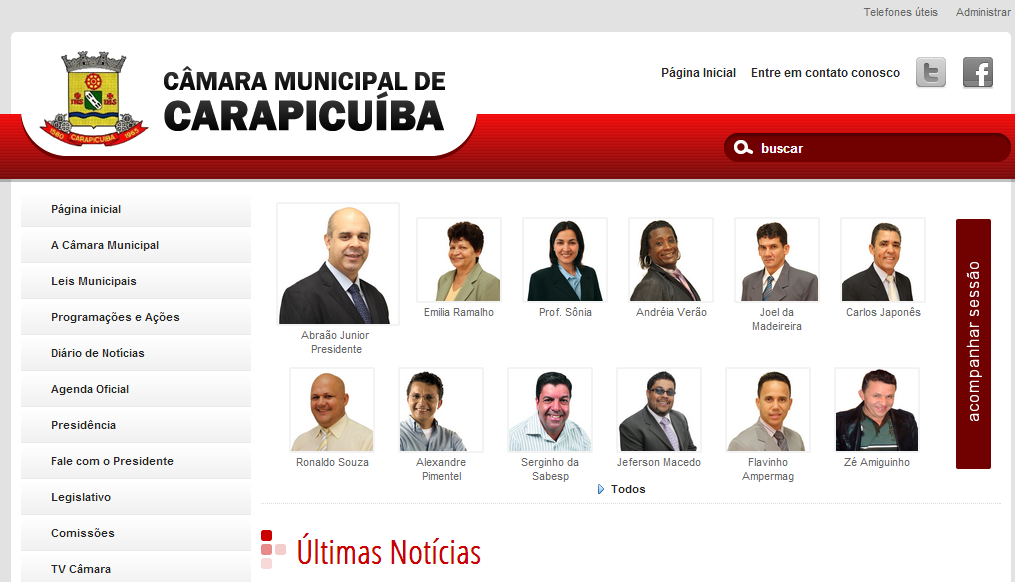 Telefones úteis Administrar
CÂMARA MUNICIPAL DE
CARAPICUÍBA
1580 CARAPICUIBA 1965
Página Inicial Entre em contato conosco
buscar
Página inicial
A Câmara Municipal
Leis Municipais
Programações e Ações
Diário de Notícias
Agenda Oficial
Presidência
Fale com o Presidente
Legislativo
Comissões
TV Câmara
Abraão Junior
Presidente
Emilia Ramalho
Prof. Sônia
Andréia Verão
Joel da
Madeireira
Carlos Japonês
Ronaldo Souza
Alexandre
Pimentel
Serginho da
Sabesp
Jeferson Macedo
Flavinho
Ampermag
Zé Amiguinho
Todos
acompanhar sessão
Últimas Notícias